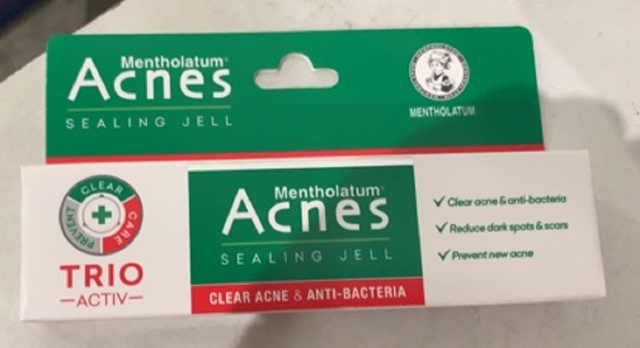 Mentholatum
Acnes
SEALING JELL
MENTHOLATUM
CLEAR
CARE
PREVENT
TRIO
ACTIV
Mentholatum
Acnes
SEALING JELL
CLEAR ACNE & ANTI-BACTERIA
Clear acne & anti-bacteria
Reduce dark spots & scars
Prevent new acne